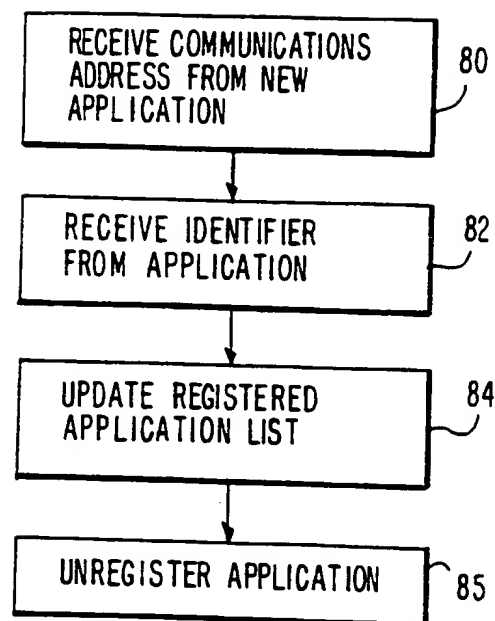 RECEIVE COMMUNICATIONS
ADDRESS FROM NEW
APPLICATION
80
RECEIVE IDENTIFIER
FROM APPLICATION
82
UPDATE REGISTERED
APPLICATION LIST
84
UNREGISTER APPLICATION
85